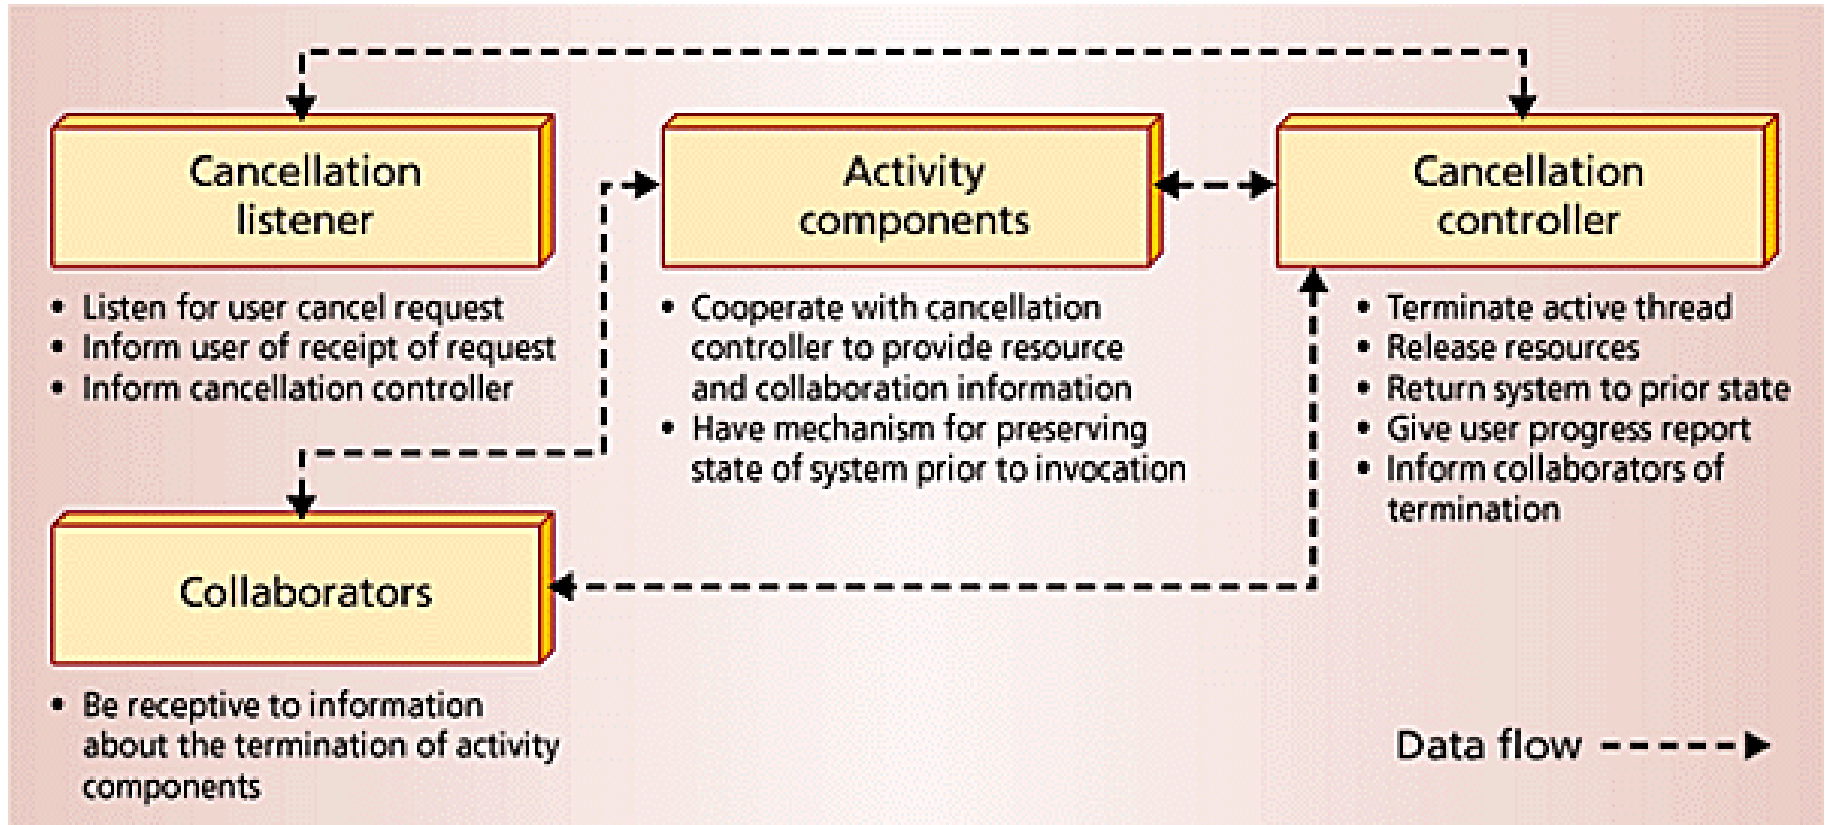 Cancellation
listener
• Listen for user cancel request
• Inform user of receipt of request
• Inform cancellation controller
Activity
components
• Cooperate with cancellation
controller to provide resource
and collaboration information
• Have mechanism for preserving
state of system prior to invocation
Cancellation
controller
• Terminate active thread
• Release resources
• Return system to prior state
• Give user progress report
• Inform collaborators of
termination
Collaborators
• Be receptive to information
about the termination of activity
components
Data flow